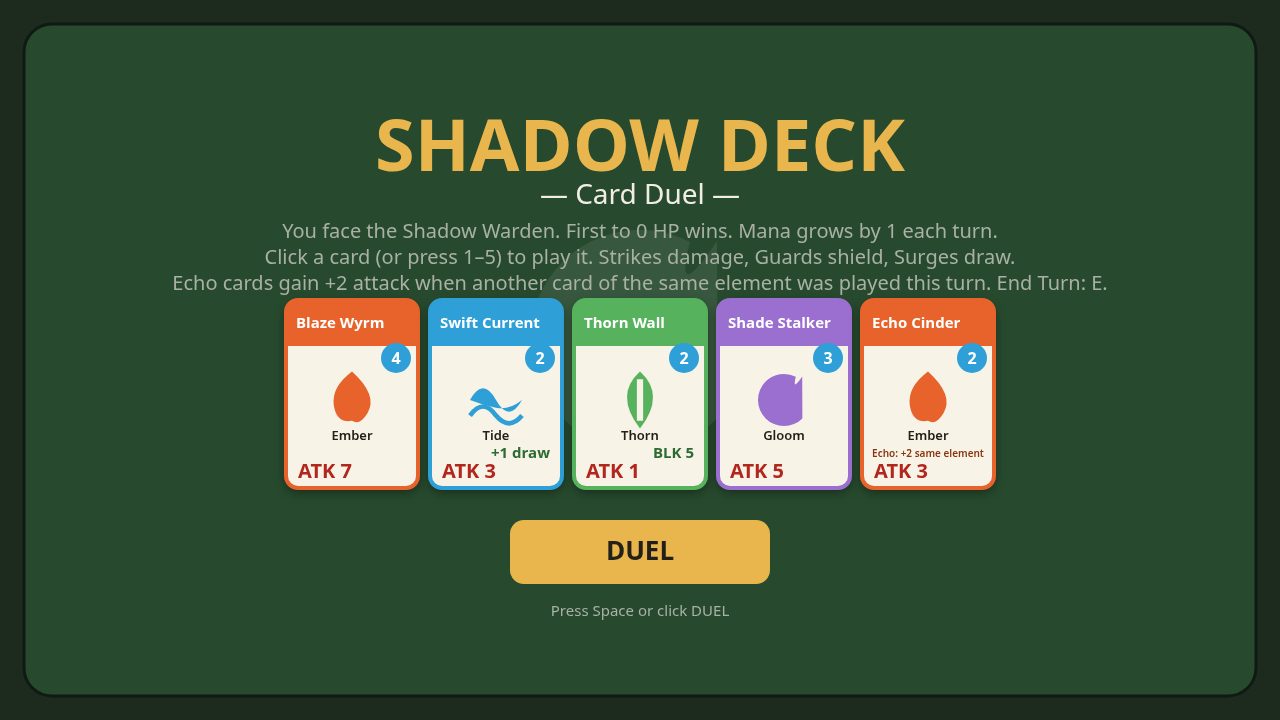 SHADOW DECK
— Card Duel —
You face the Shadow Warden. First to 0 HP wins. Mana grows by 1 each turn.
Click a card (or press 1–5) to play it. Strikes damage, Guards shield, Surges draw.
Echo cards gain +2 attack when another card of the same element was played this turn. End Turn: E.
Blaze Wyrm
4
Ember
ATK 7
Swift Current
2
Tide
+1 draw
ATK 3
Thorn Wall
2
Thorn
BLK 5
ATK 1
Shade Stalker
3
Gloom
ATK 5
Echo Cinder
2
Ember
Echo: +2 same element
ATK 3
DUEL
Press Space or click DUEL